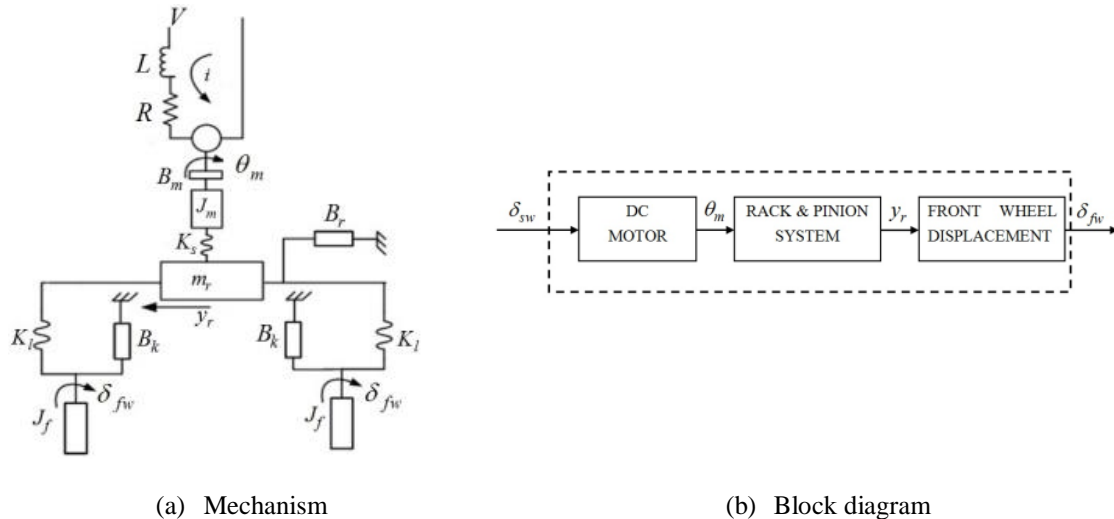 V
L
i
R
B_m
θ_m
J_m
B_r
K_s
m_r
y_r
K_l
B_k
B_k
K_l
δ_fw
δ_fw
J_f
J_f
(a) Mechanism
δ_sw
DC
MOTOR
θ_m
RACK & PINION
SYSTEM
y_r
FRONT WHEEL
DISPLACEMENT
δ_fw
(b) Block diagram